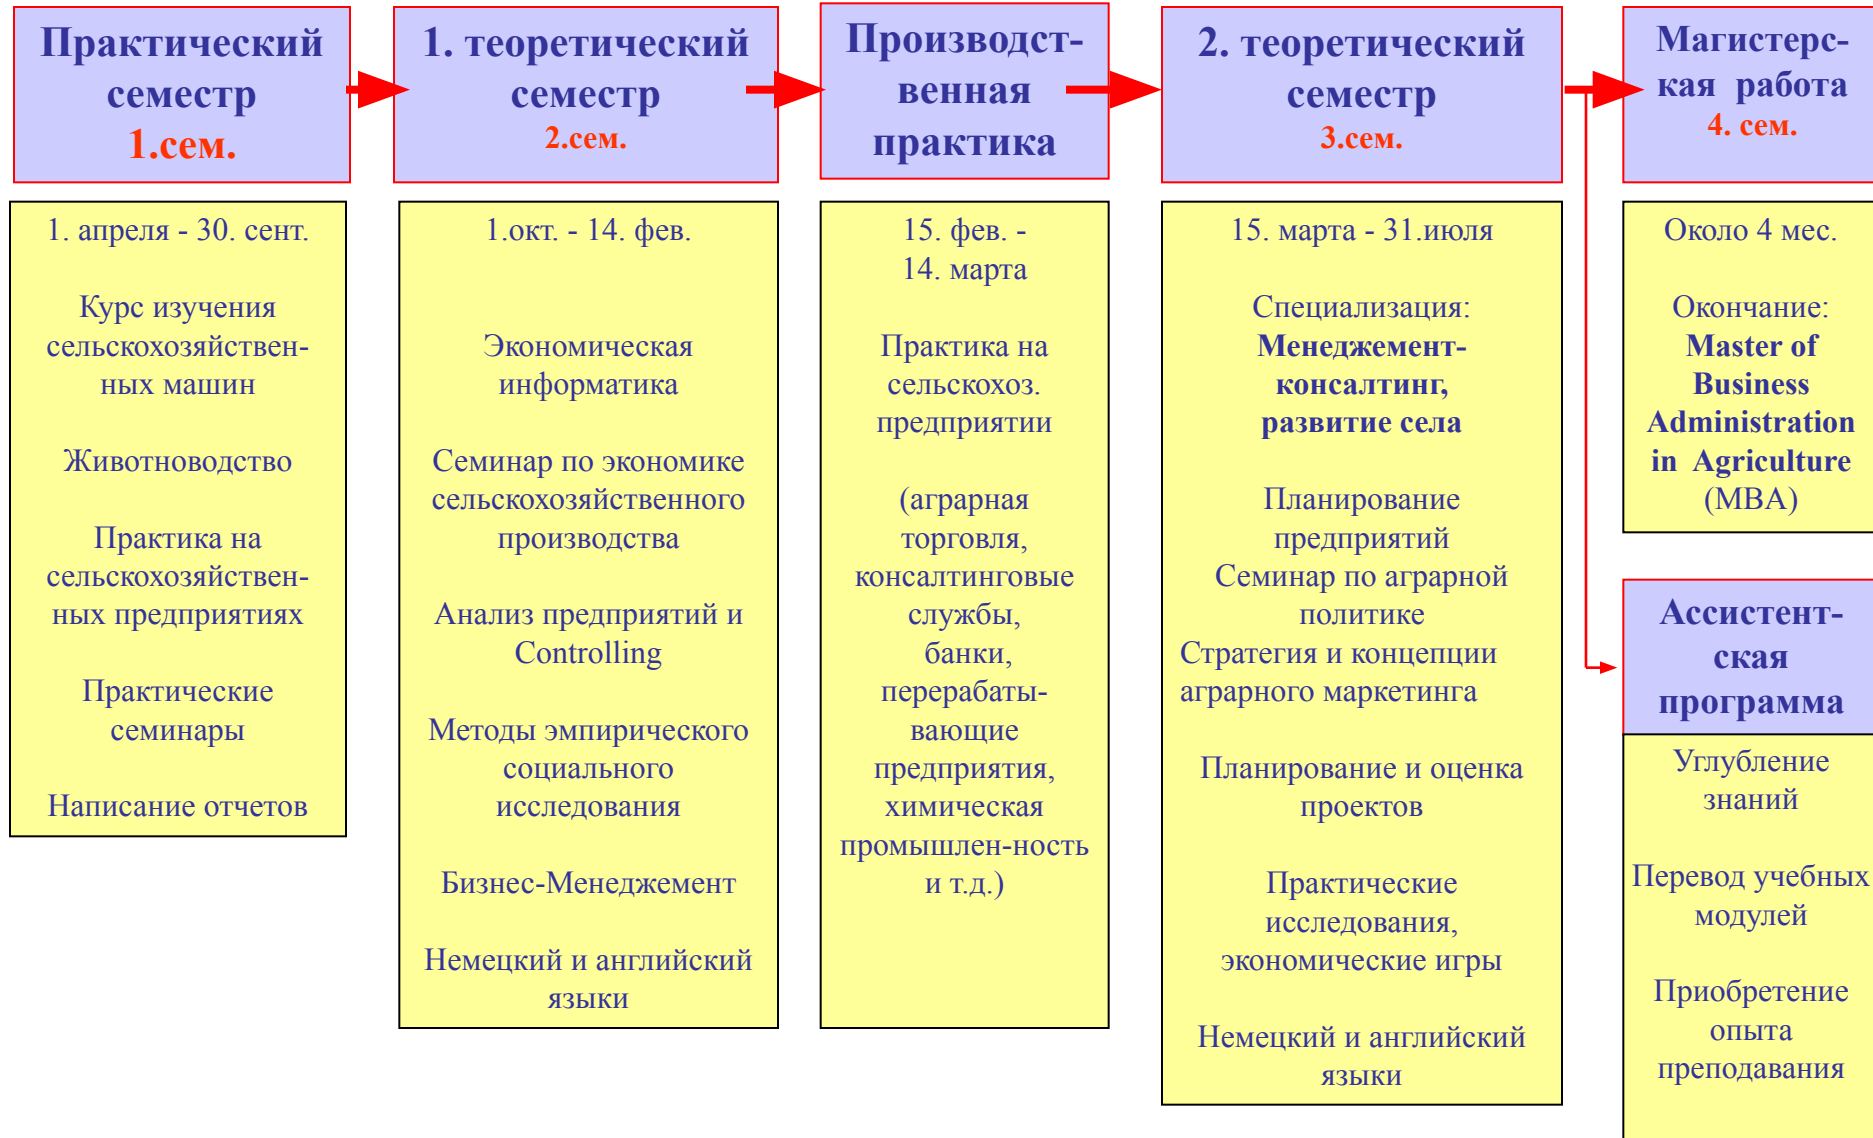 Практический
семестр
1.сем.
1. апреля - 30. сент.
Курс изучения
сельскохозяйствен-
ных машин
Животноводство
Практика на
сельскохозяйствен-
ных предприятиях
Практические
семинары
Написание отчетов
1. теоретический
семестр
2.сем.
1.окт. - 14. фев.
Экономическая
информатика
Семинар по экономике
сельскохозяйственного
производства
Анализ предприятий и
Controlling
Методы эмпирического
социального
исследования
Бизнес-Менеджемент
Немецкий и английский
языки
Производст-
венная
практика
15. фев. -
14. марта
Практика на
сельскохоз.
предприятии
(аграрная
торговля,
консалтинговые
службы,
банки,
перерабаты-
вающие
предприятия,
химическая
промышлен-ность
и т.д.)
2. теоретический
семестр
3.сем.
15. марта - 31.июля
Специализация:
Менеджемент-
консалтинг,
развитие села
Планирование
предприятий
Семинар по аграрной
политике
Стратегия и концепции
аграрного маркетинга
Планирование и оценка
проектов
Практические
исследования,
экономические игры
Немецкий и английский
языки
Магистерс-
кая работа
4. сем.
Около 4 мес.
Окончание:
Master of
Business
Administration
in Agriculture
(MBA)
Ассистент-
ская
программа
Углубление
знаний
Перевод учебных
модулей
Приобретение
опыта
преподавания